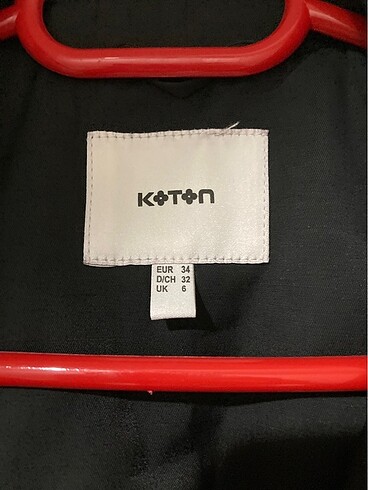 KOTON
EUR 34
D/CH 32
UK 6